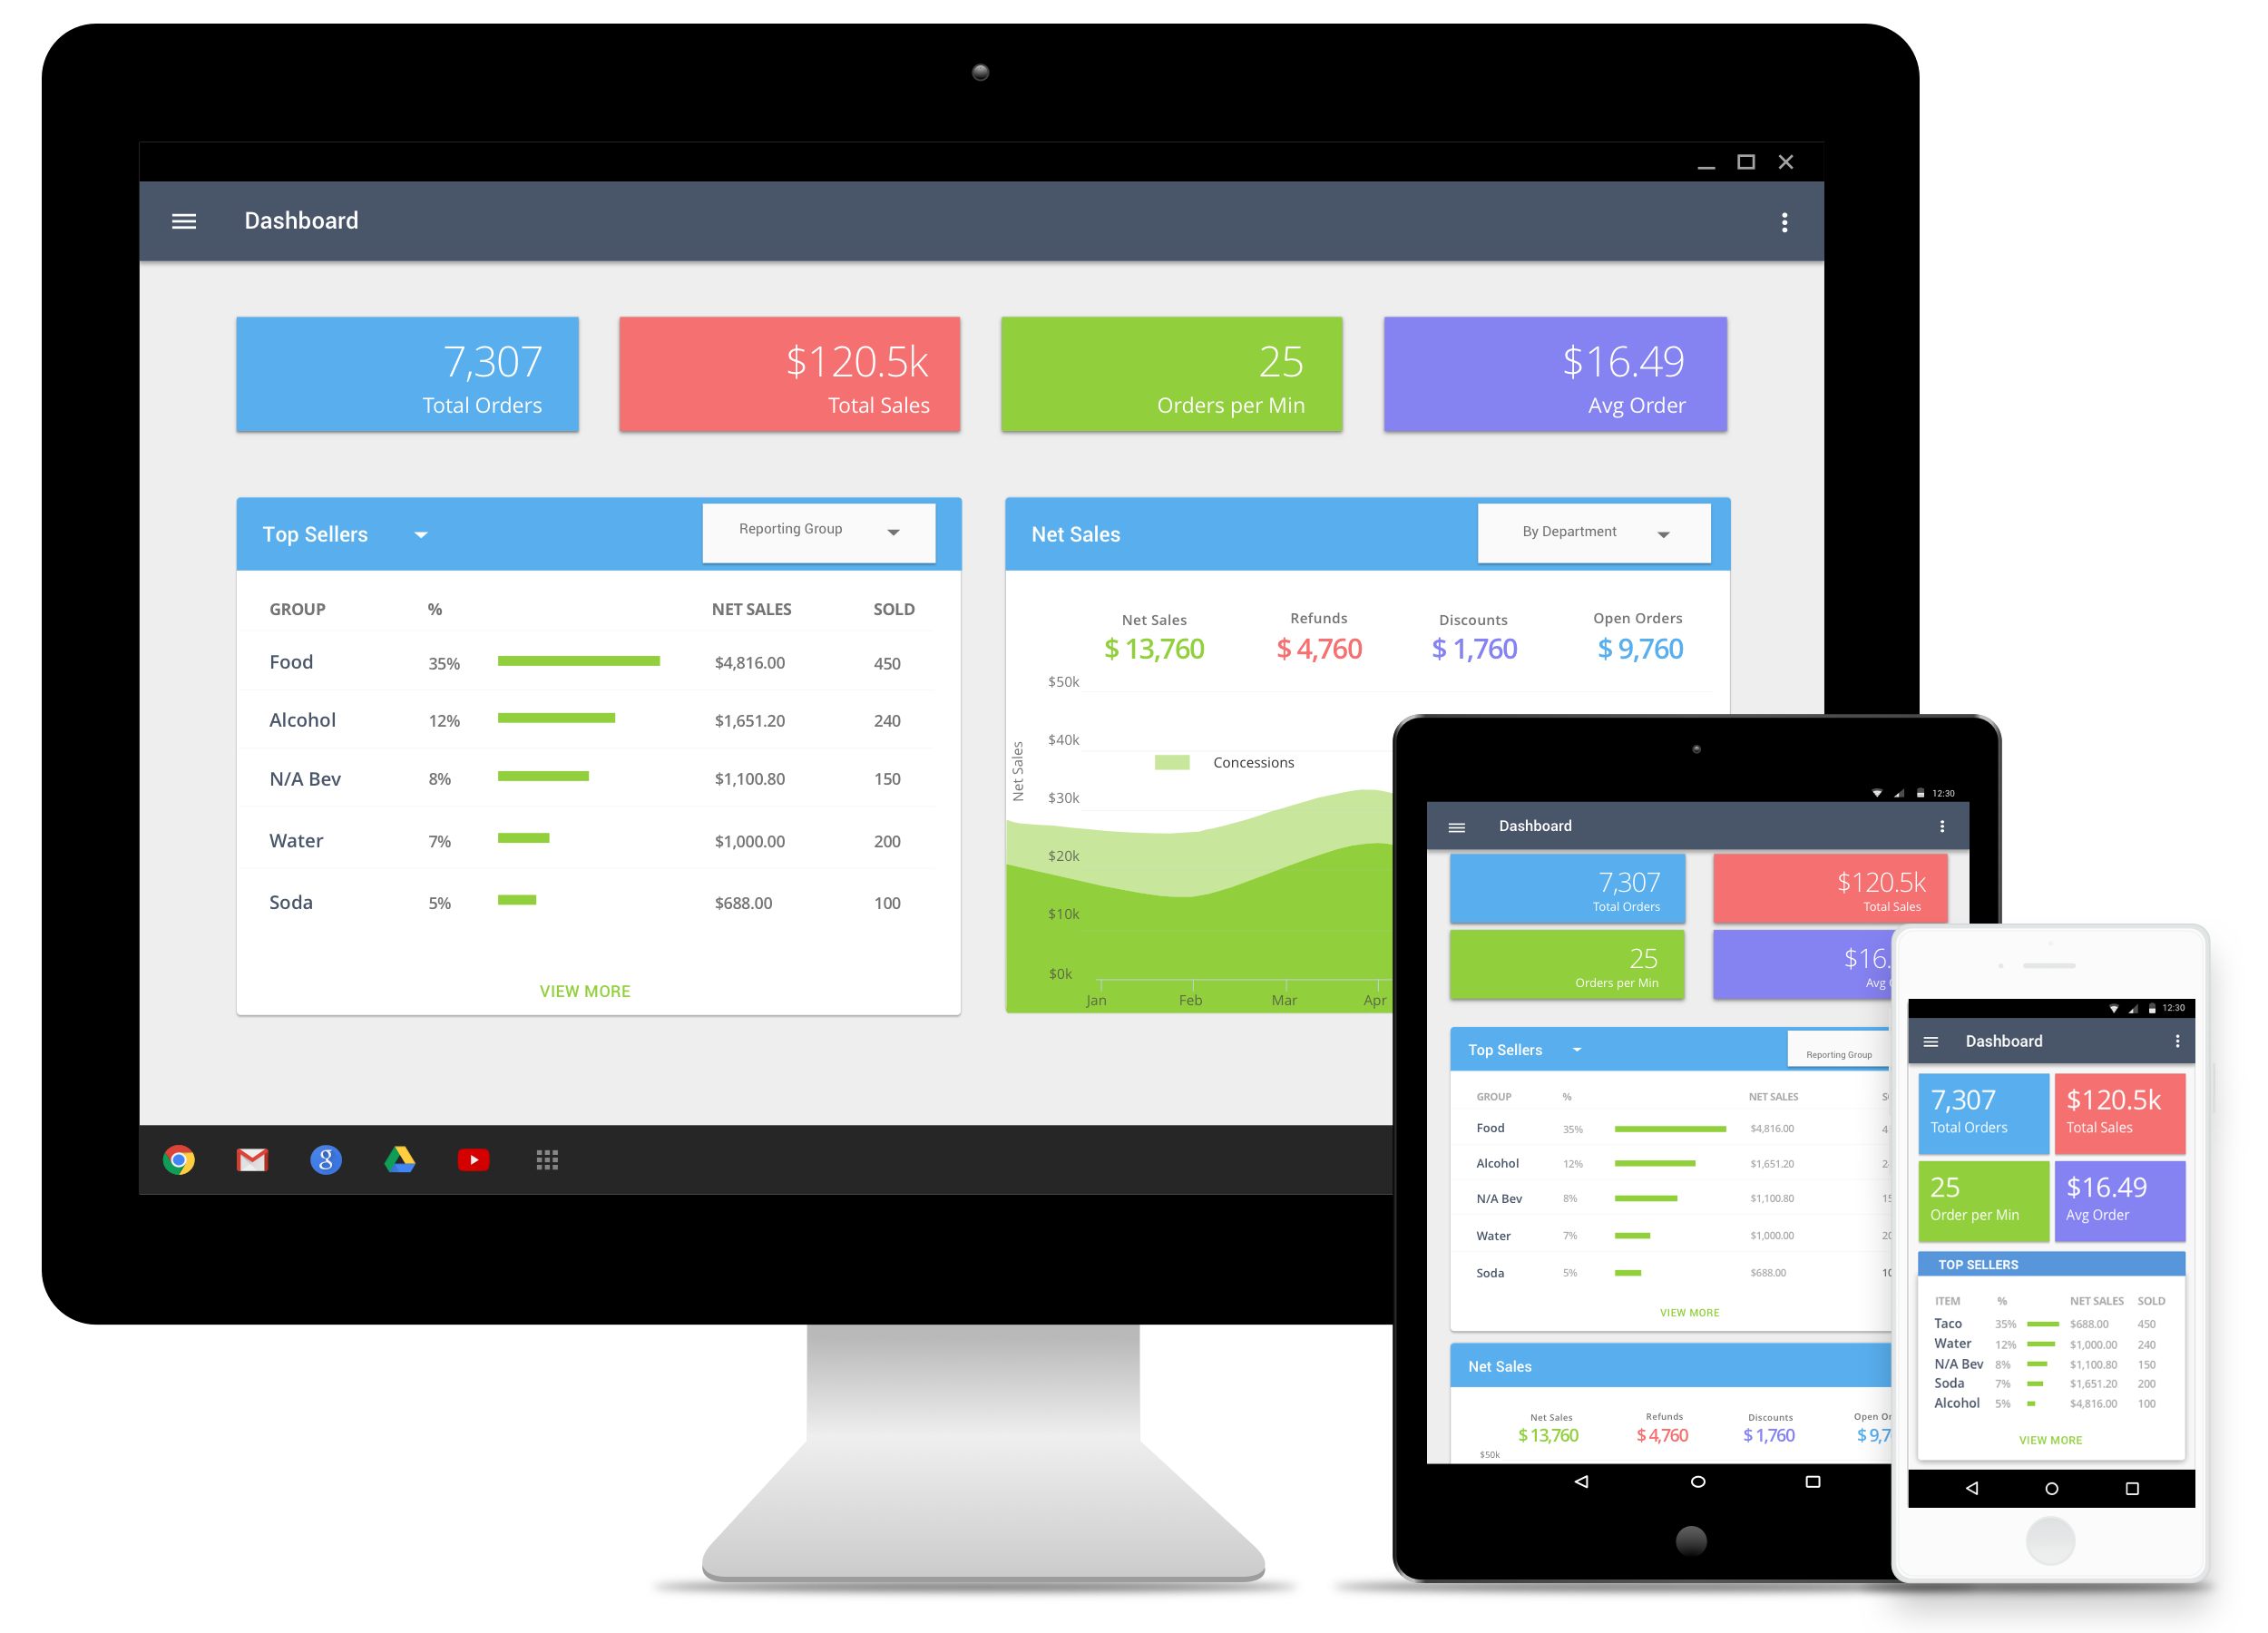 Dashboard
7,307
Total Orders
$120.5k
Total Sales
25
Orders per Min
$16.49
Avg Order
Top Sellers
Reporting Group
GROUP % NET SALES SOLD
Food 35% $4,816.00 450
Alcohol 12% $1,651.20 240
N/A Bev 8% $1,100.80 150
Water 7% $1,000.00 200
Soda 5% $688.00 100
VIEW MORE
Net Sales
By Department
Net Sales Refunds Discounts Open Orders
$ 13,760 $ 4,760 $ 1,760 $ 9,760
$50k
$40k
Concessions
$30k
$20k
$10k
$0k
Net Sales
Jan Feb Mar Apr
g
12:30
Dashboard
7,307
Total Orders
$120.5k
Total Sales
25
Orders per Min
$16.
Avg
Top Sellers
Reporting Group
GROUP % NET SALES
Food 35% $4,816.00
Alcohol 12% $1,651.20
N/A Bev 8% $1,100.80
Water 7% $1,000.00
Soda 5% $688.00
VIEW MORE
Net Sales
Net Sales Refunds Discounts Open
$ 13,760 $ 4,760 $ 1,760 $ 9,7
$50k
12:30
Dashboard
7,307
Total Orders
$120.5k
Total Sales
25
Order per Min
$16.49
Avg Order
TOP SELLERS
ITEM % NET SALES SOLD
Taco 35% $688.00 450
Water 12% $1,000.00 240
N/A Bev 8% $1,100.80 150
Soda 7% $1,651.20 200
Alcohol 5% $4,816.00 100
VIEW MORE